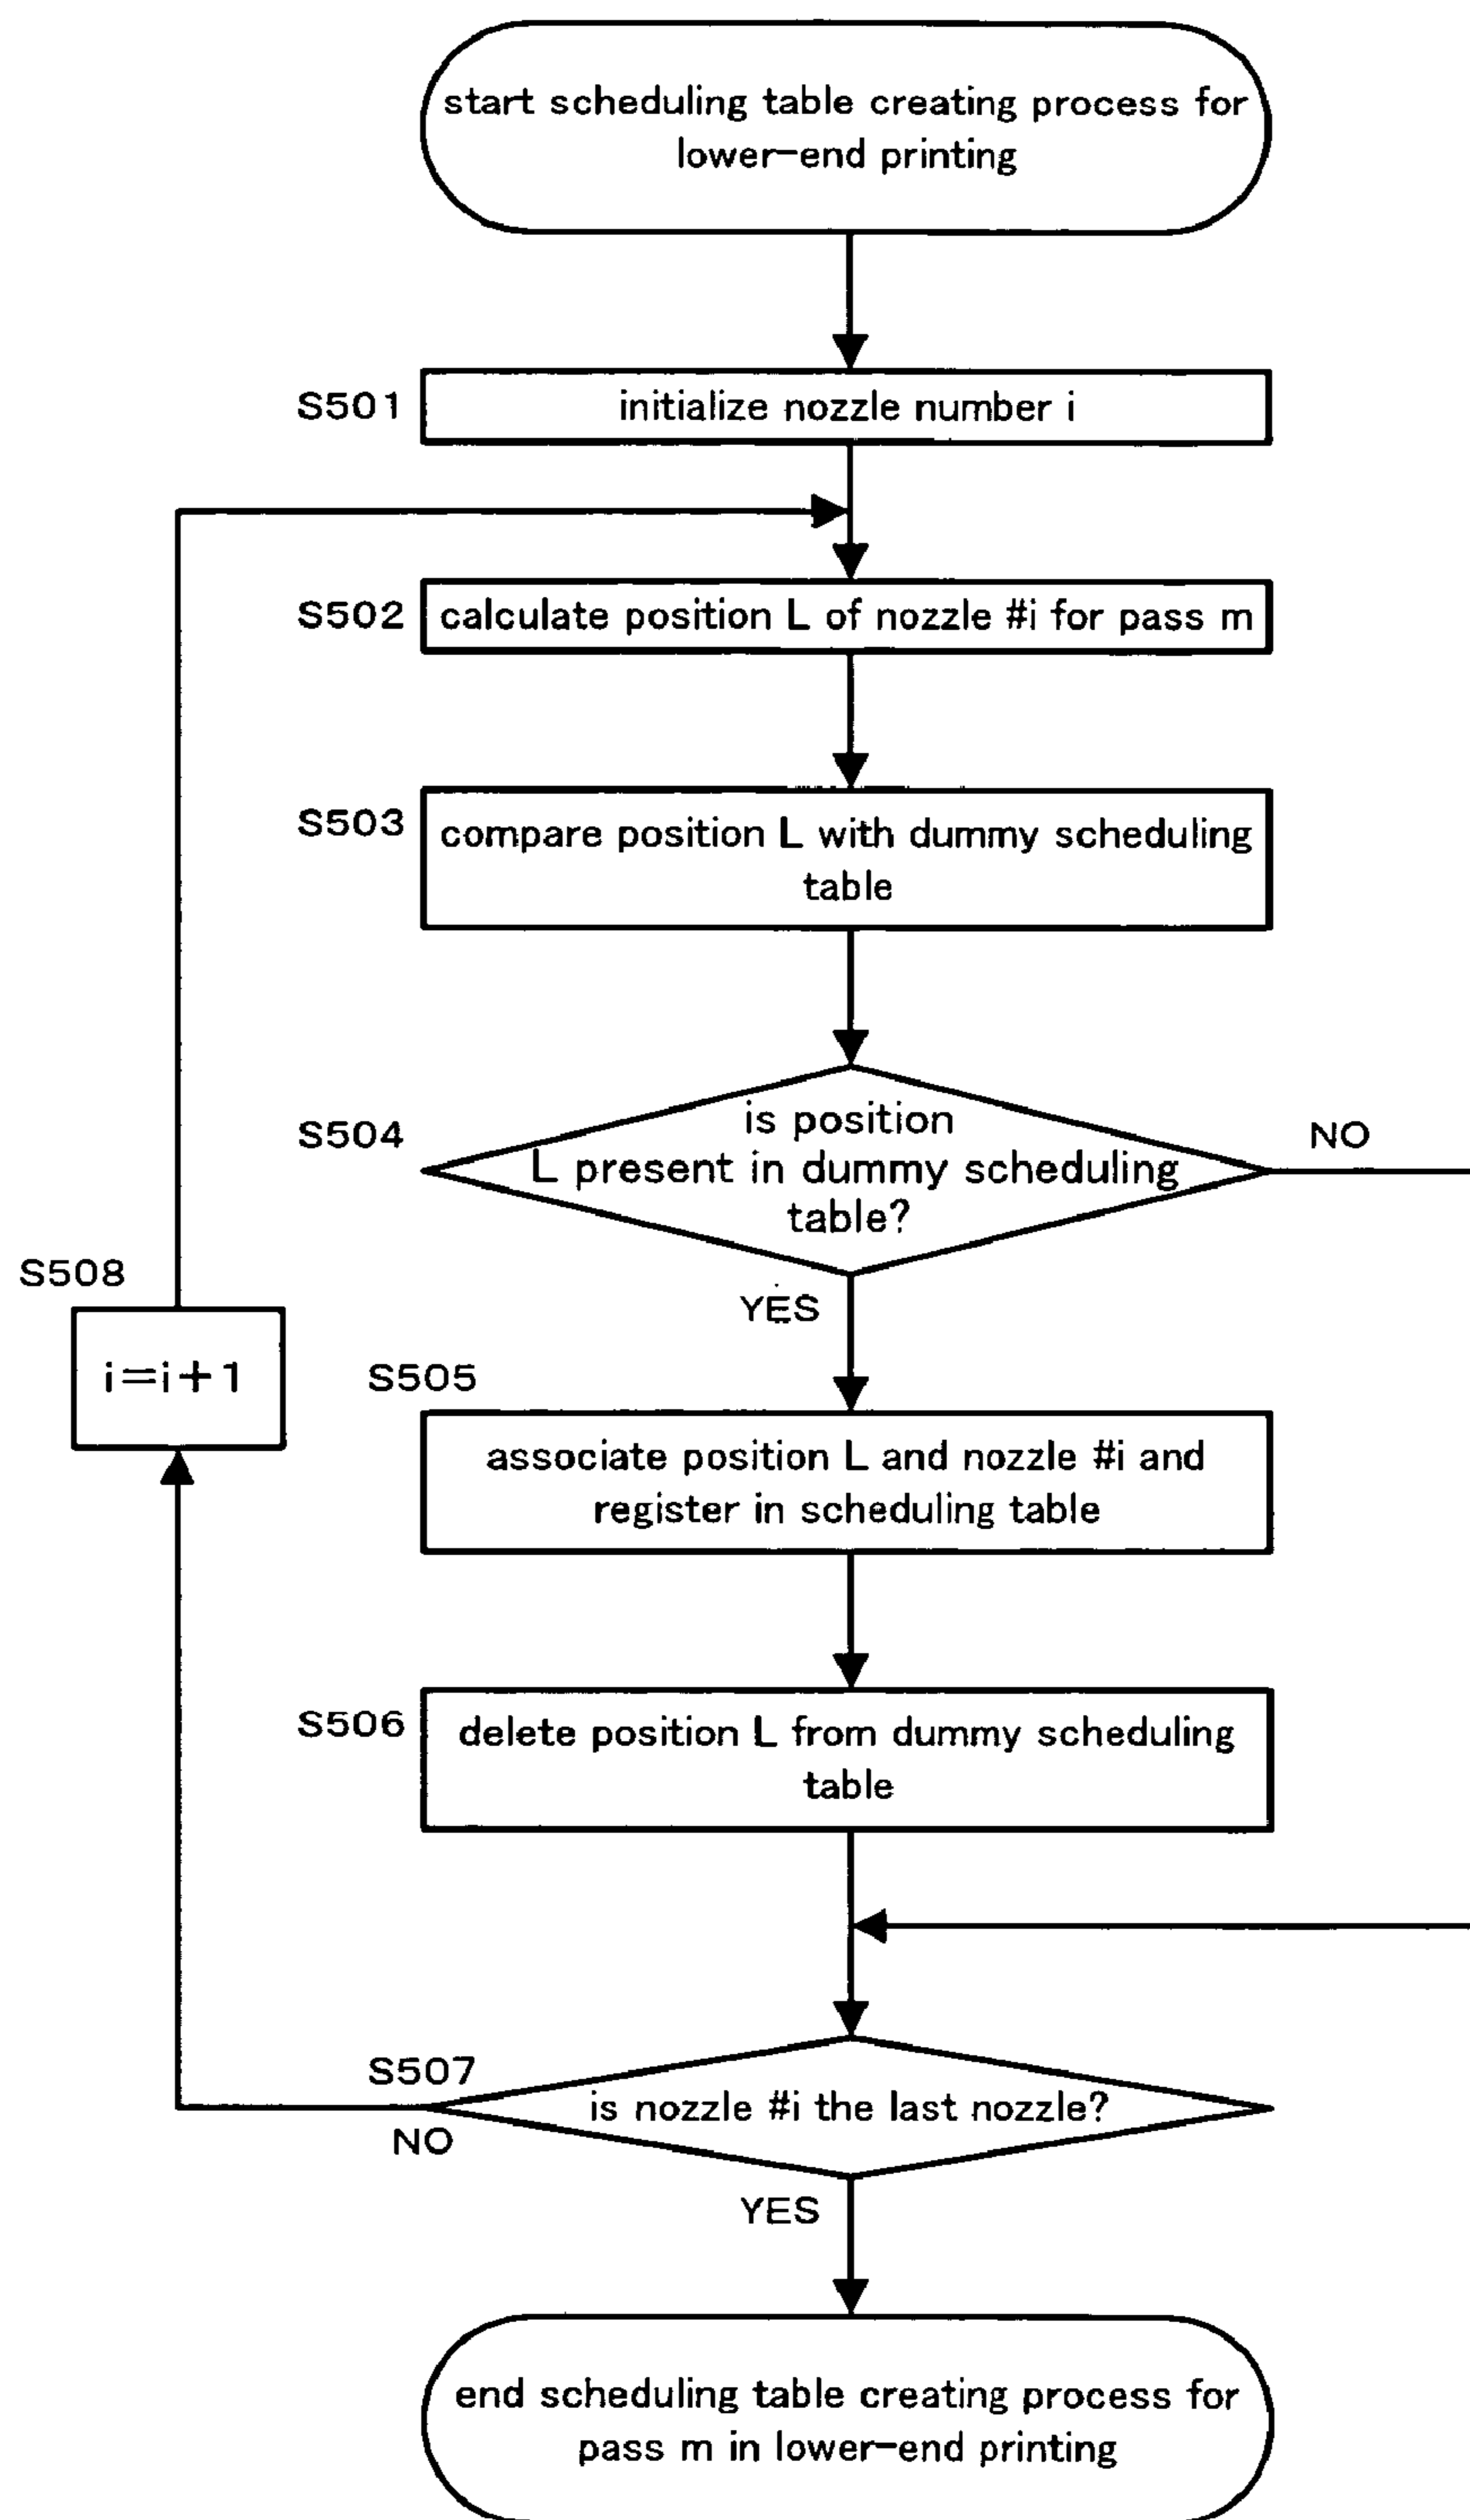 start scheduling table creating process for
lower-end printing
S501
initialize nozzle number i
S502
calculate position L of nozzle #i for pass m
S503
compare position L with dummy scheduling
table
S504
is position
L present in dummy scheduling
table?
NO
YES
S508
i=i+1
S505
associate position L and nozzle #i and
register in scheduling table
S506
delete position L from dummy scheduling
table
S507
is nozzle #i the last nozzle?
NO
YES
end scheduling table creating process for
pass m in lower-end printing